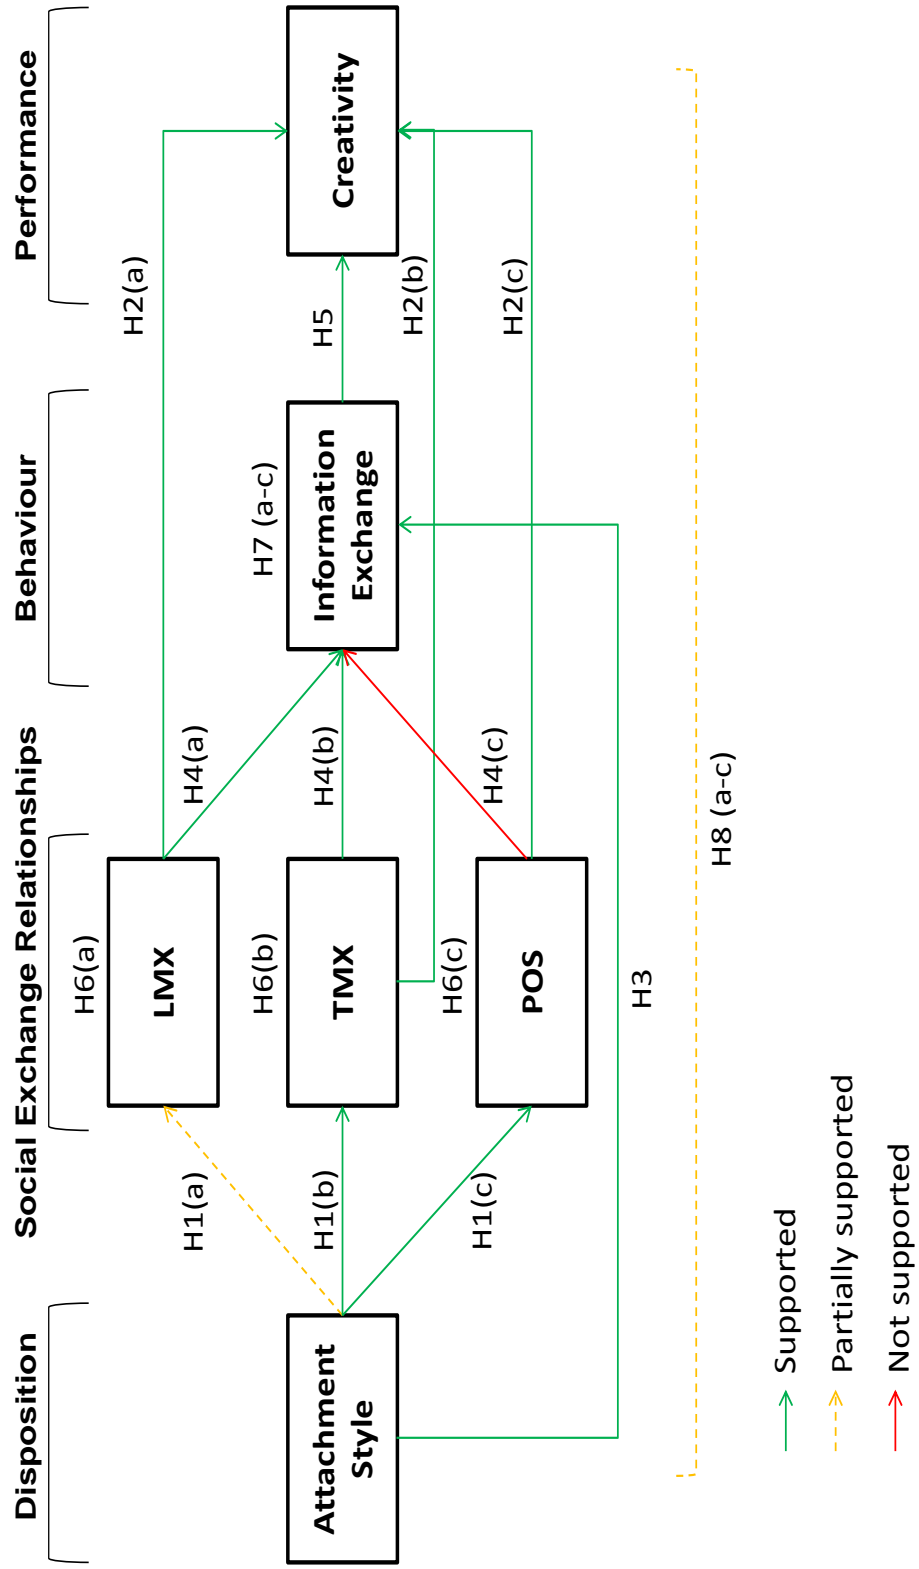 Disposition
Social Exchange Relationships
Behaviour
Performance
H6(a)
LMX
H2(a)
H1(a)
H4(a)
H6(b)
H7 (a-c)
Attachment
Style
H1(b)
TMX
H4(b)
Information
Exchange
H5
Creativity
H6(c)
H2(b)
H1(c)
POS
H4(c)
H2(c)
H3
H8 (a-c)
Supported
Partially supported
Not supported